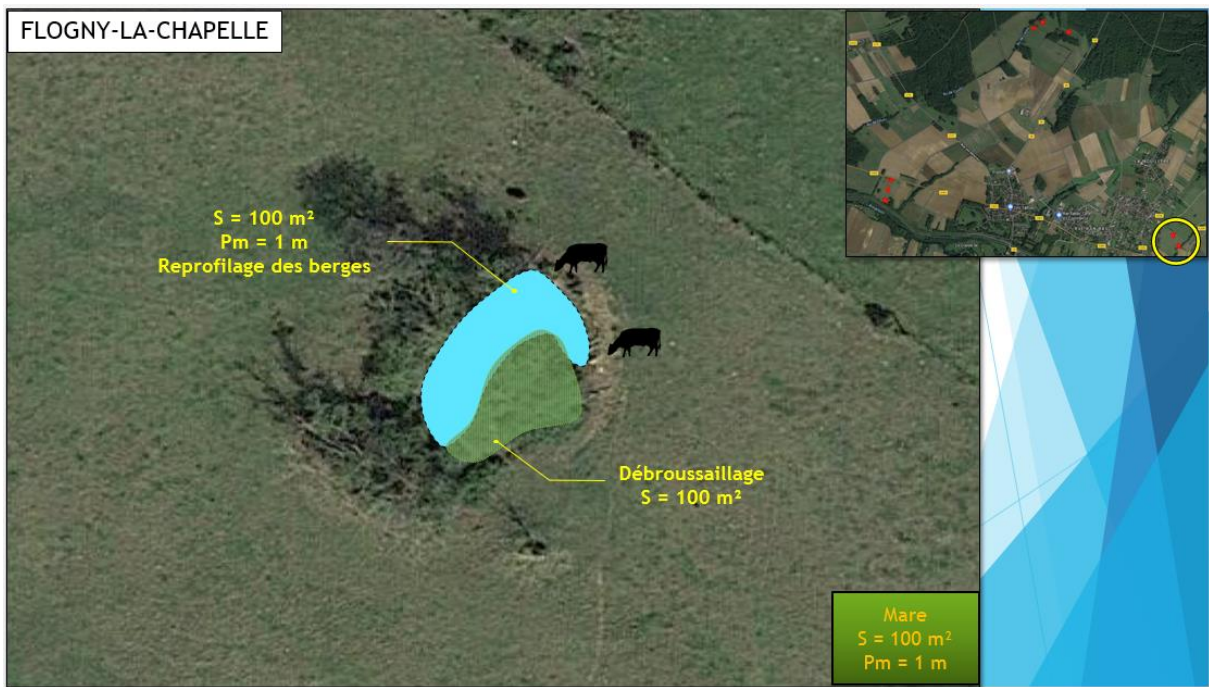 FLOGNY-LA-CHAPELLE
S = 100 m²
Pm = 1 m
Reprofilage des berges
Débroussaillage
S = 100 m²
Mare
S = 100 m²
Pm = 1 m